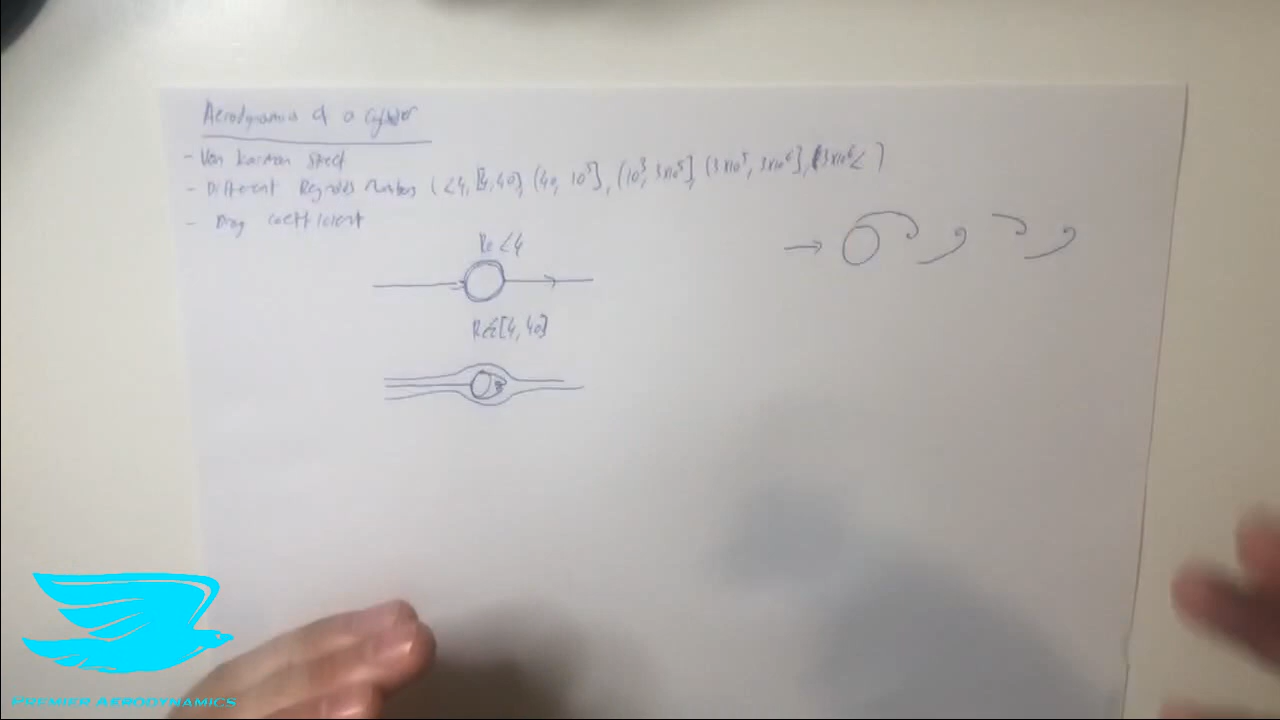 Aerodynamics of a Cylinder
- Von Karman Street
- Different Reynolds numbers (<4, [4,40], (40, 10³], (10³, 3x10⁵], (3x10⁵, 3x10⁶], (3x10⁶<)
- Drag coefficient
Re<4
Re∈[4,40]
PREMIER AERODYNAMICS